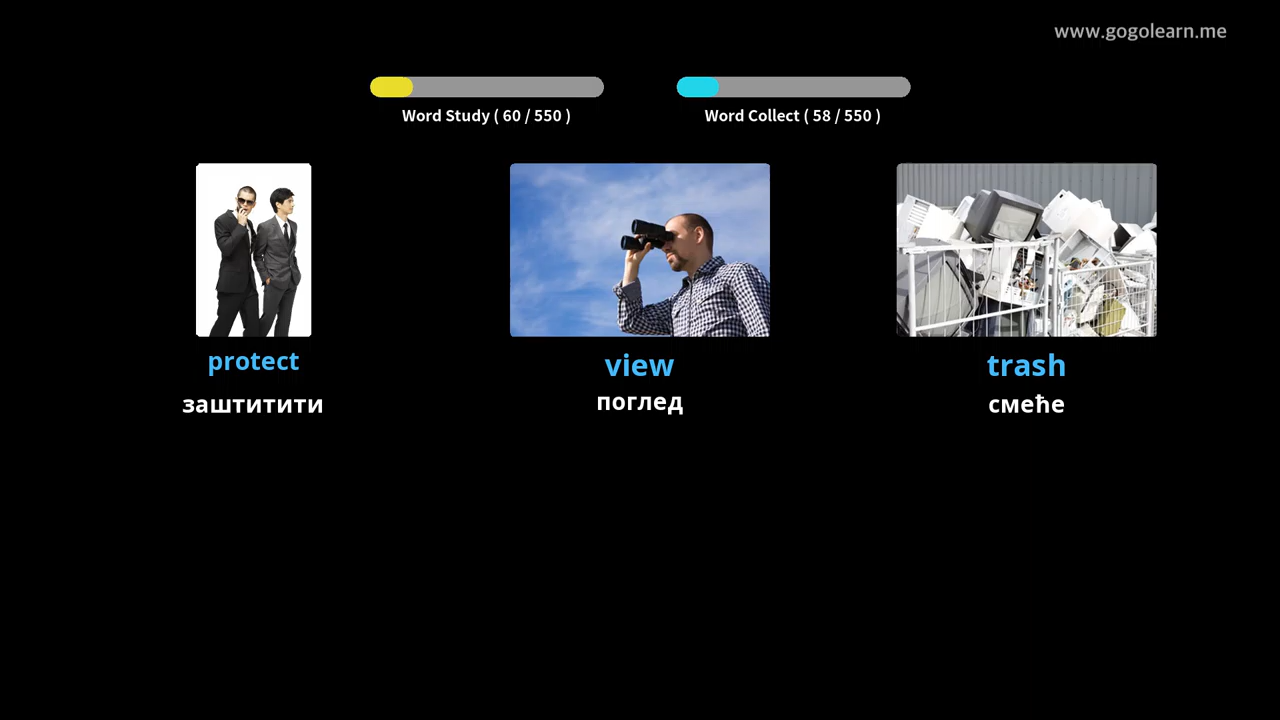 www.gogolearn.me
Word Study ( 60 / 550 )
Word Collect ( 58 / 550 )
protect
view
trash
заштитити
поглед
смеће